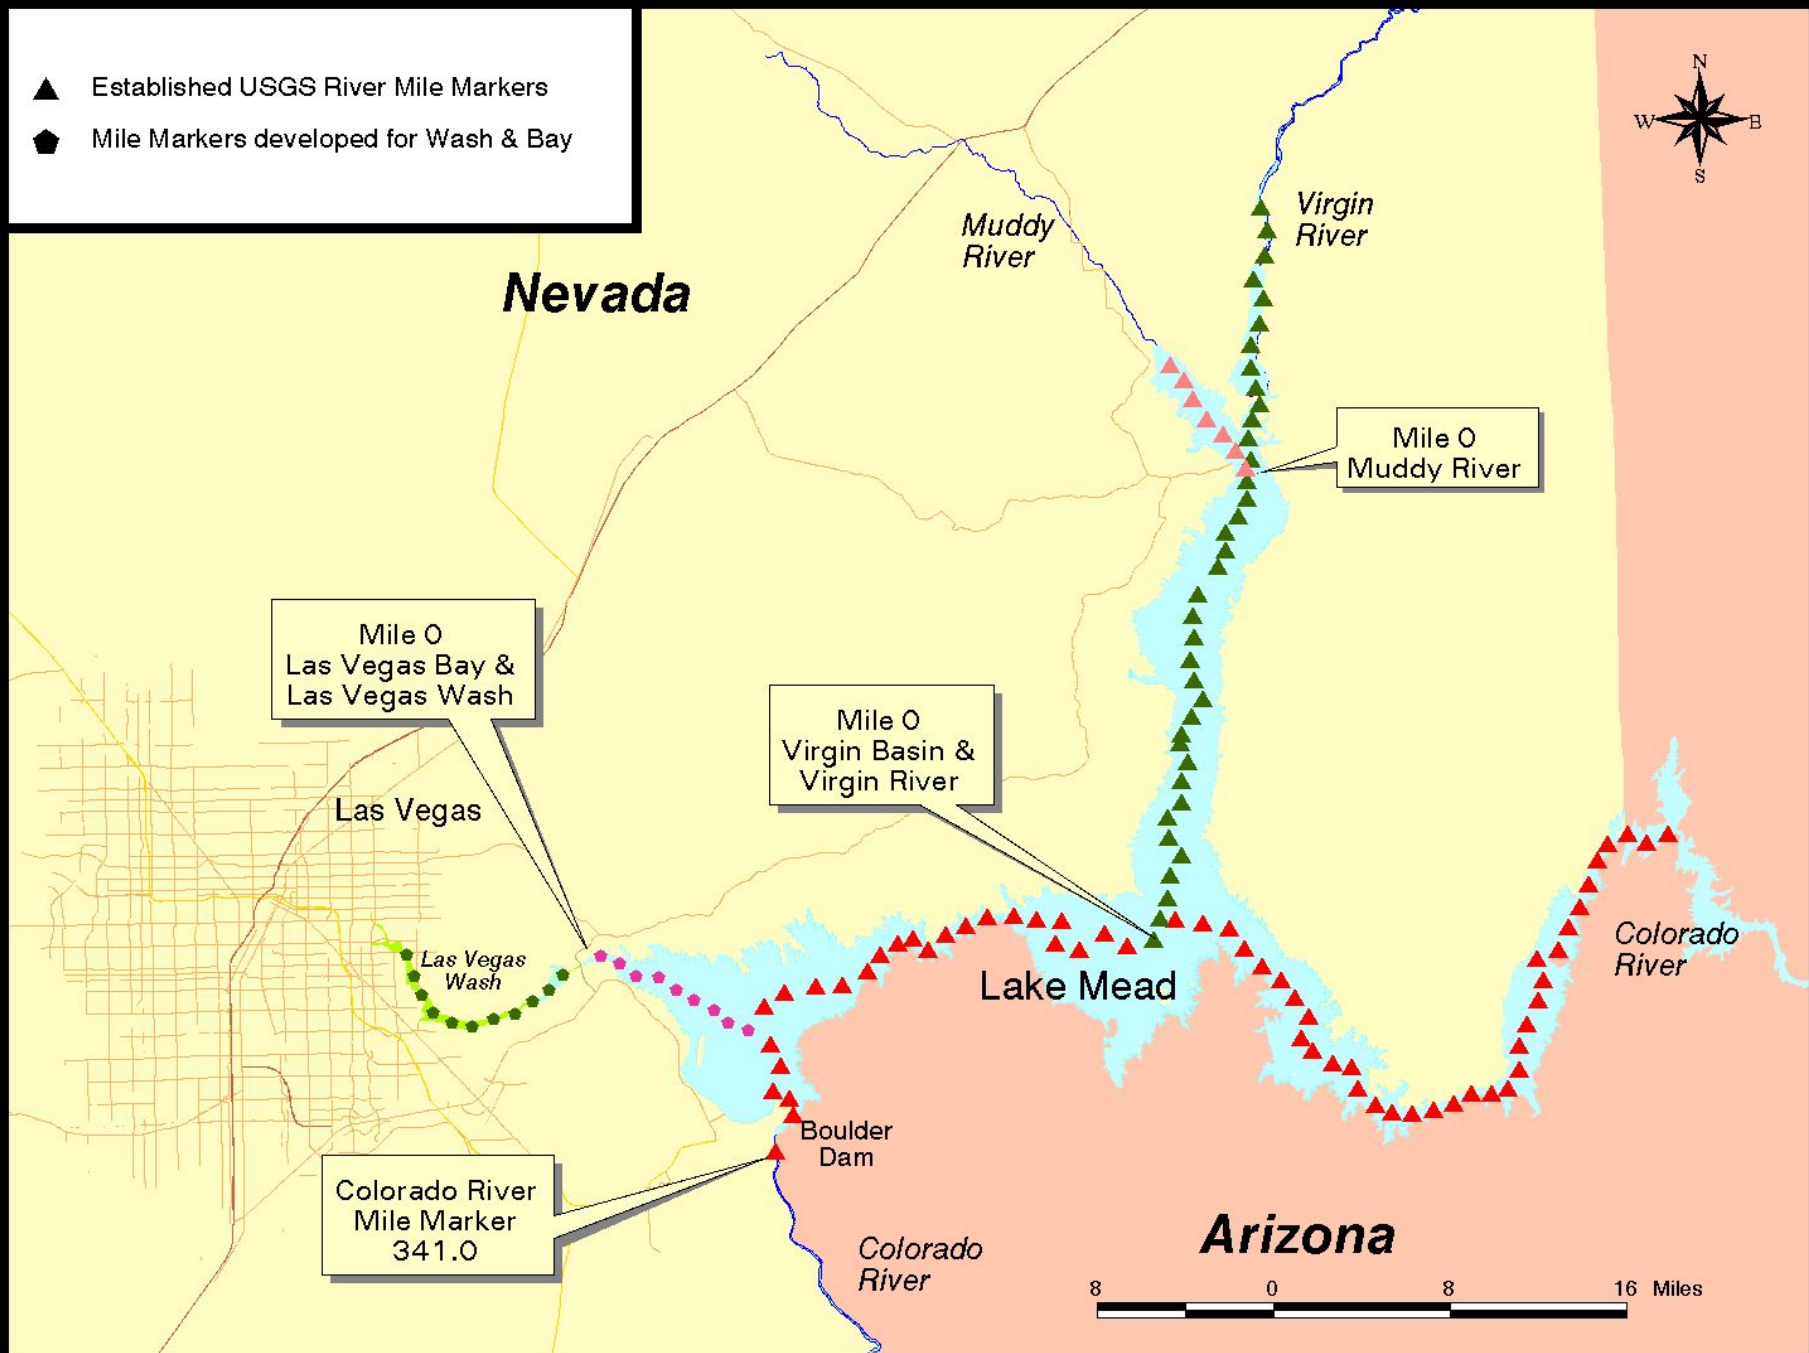 Established USGS River Mile Markers
Mile Markers developed for Wash & Bay
N
W
E
S
Virgin
River
Muddy
River
Nevada
Mile 0
Muddy River
Mile 0
Las Vegas Bay &
Las Vegas Wash
Mile 0
Virgin Basin &
Virgin River
Las Vegas
Las Vegas
Wash
Lake Mead
Colorado
River
Boulder
Dam
Colorado River
Mile Marker
341.0
Arizona
Colorado
River
8 0 8 16 Miles